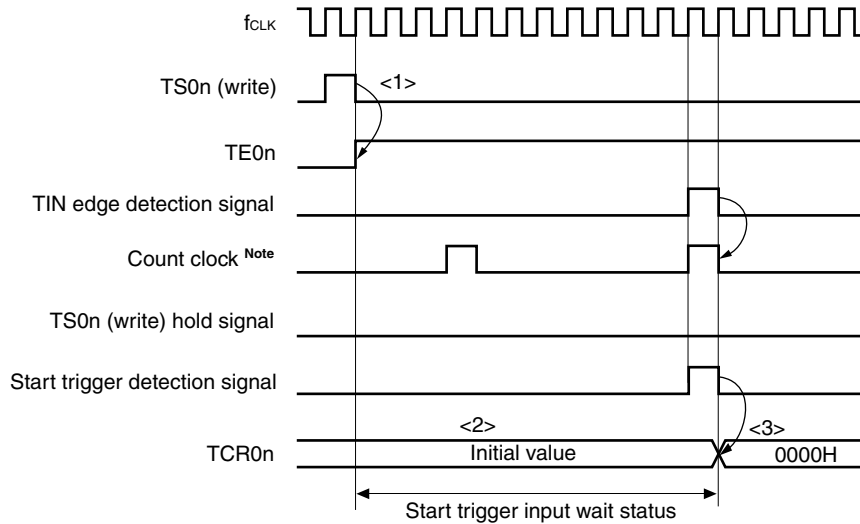 fCLK
TS0n (write)
<1>
TE0n
TIN edge detection signal
Count clock Note
TS0n (write) hold signal
Start trigger detection signal
<2>
<3>
TCR0n
Initial value
0000H
Start trigger input wait status